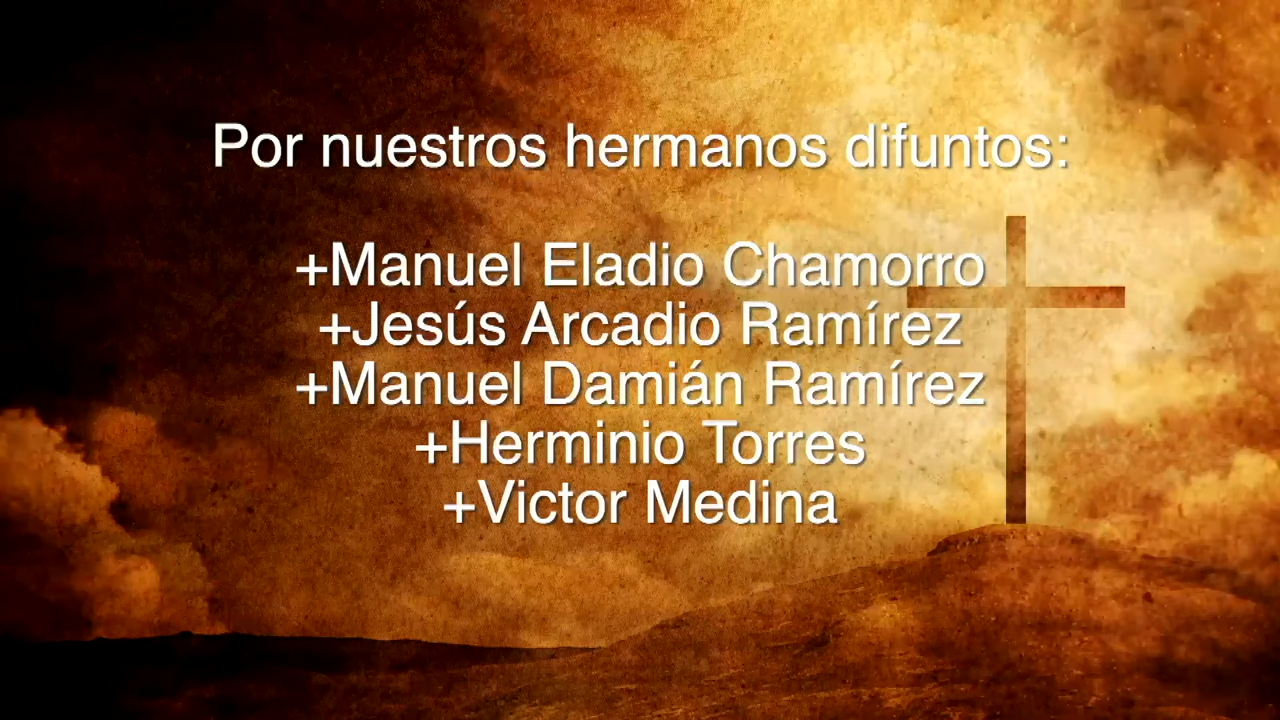 Por nuestros hermanos difuntos:
+Manuel Eladio Chamorro
+Jesús Arcadio Ramírez
+Manuel Damián Ramírez
+Herminio Torres
+Victor Medina